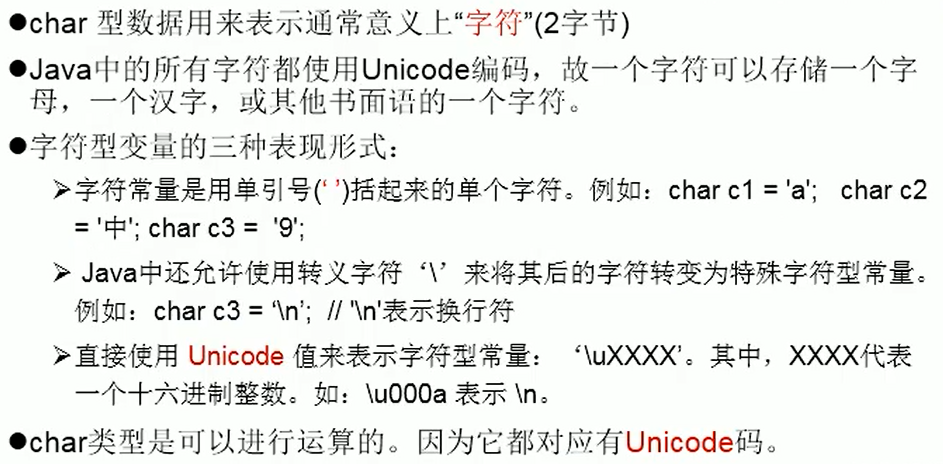 ●char 型数据用来表示通常意义上“字符”(2字节)
●Java中的所有字符都使用Unicode编码，故一个字符可以存储一个字
母，一个汉字，或其他书面语的一个字符。
●字符型变量的三种表现形式：
➢字符常量是用单引号(‘ ’)括起来的单个字符。例如：char c1 = 'a'; char c2
= '中'; char c3 = '9';
➢ Java中还允许使用转义字符‘\’来将其后的字符转变为特殊字符型常量。
例如：char c3 = ‘\n’; // '\n'表示换行符
➢直接使用 Unicode 值来表示字符型常量：‘\uXXXX’。其中，XXXX代表
一个十六进制整数。如：\u000a 表示 \n。
●char类型是可以进行运算的。因为它都对应有Unicode码。